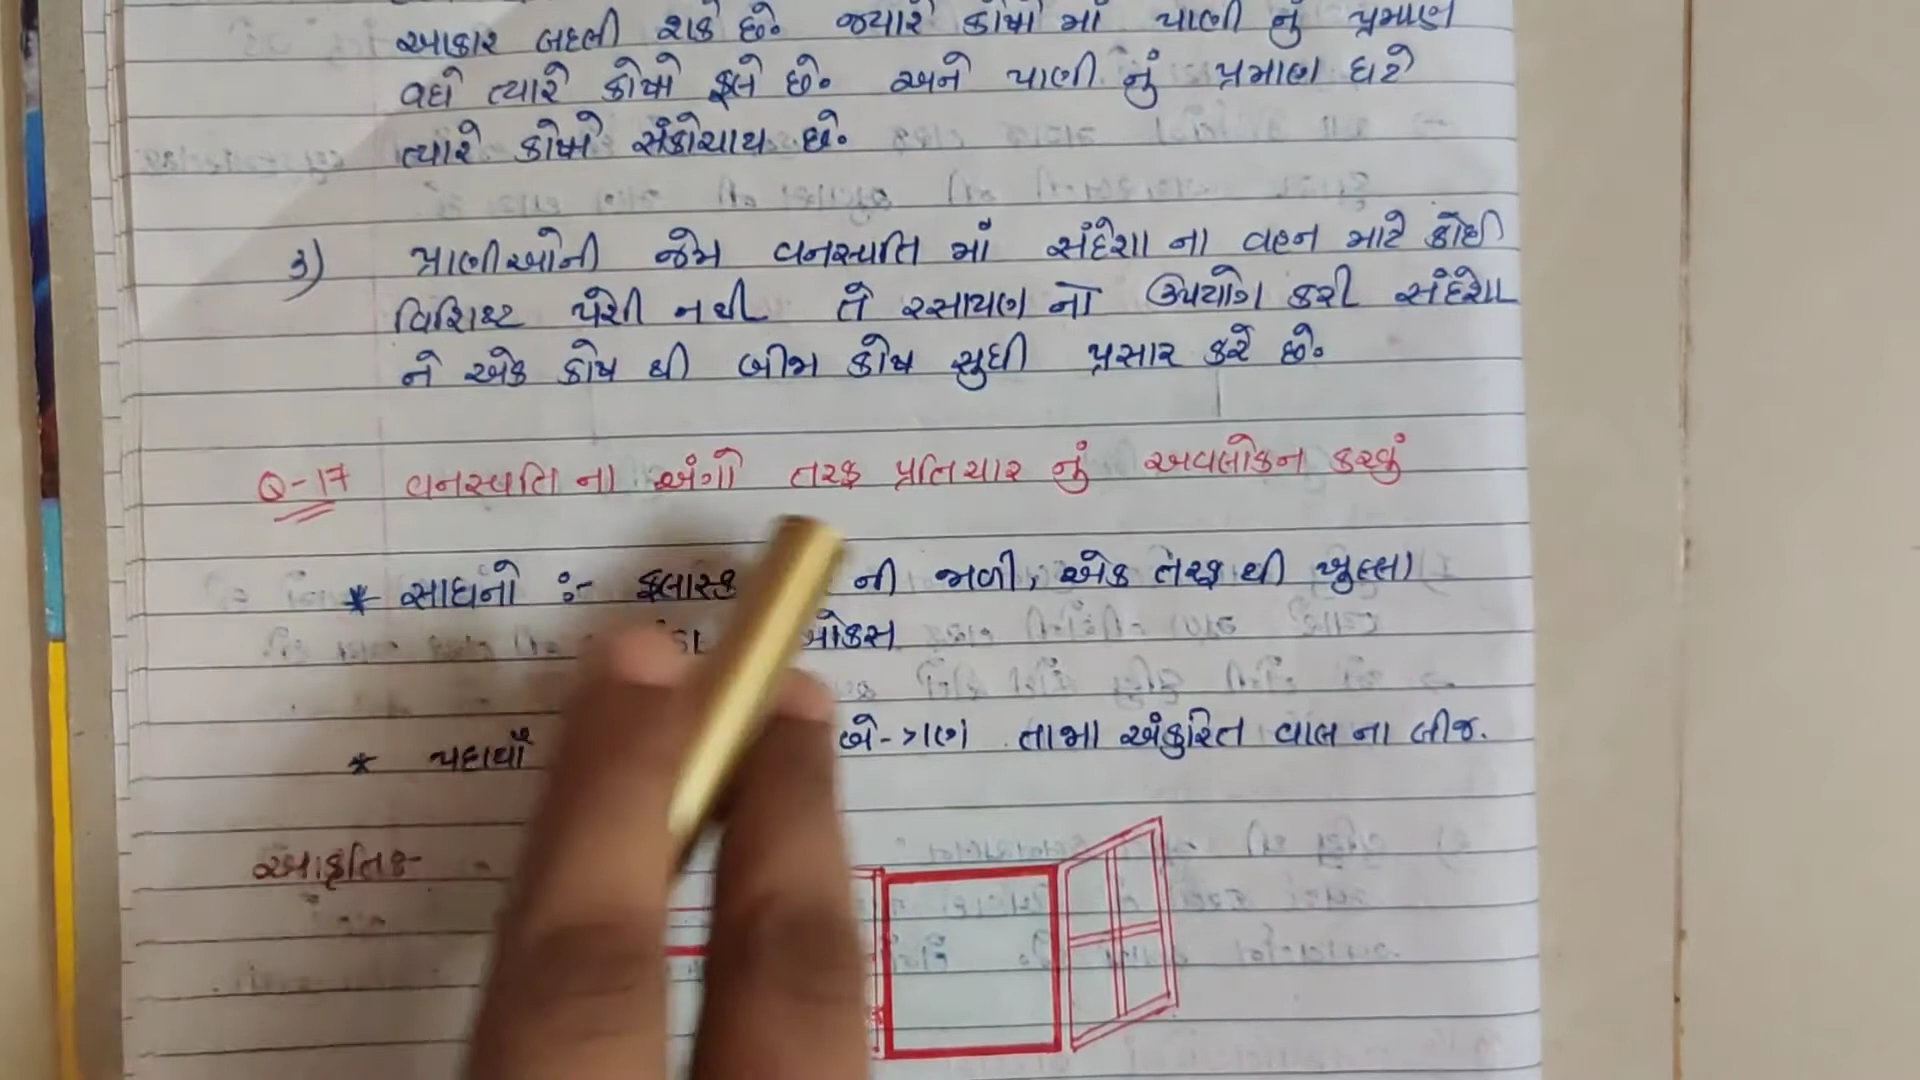 આકાર બદલી શકે છે. જ્યારે કોષો માં પાણી નું પ્રમાણ
વધે ત્યારે કોષો ફૂલે છે. અને પાણી નું પ્રમાણ ઘટે
ત્યારે કોષો સંકોચાય છે.
૩) પ્રાણીઓની જેમ વનસ્પતિ માં સંદેશા ના વહન માટે કોઈ
વિશિષ્ટ પેશી નથી તે રસાયણ નો ઉપયોગ કરી સંદેશા
ને એક કોષ થી બીજા કોષ સુધી પ્રસાર કરે છે.
Q-17 વનસ્પતિ ના અંગો તરફ પ્રતિચાર નું અવલોકન કરવું
* સાધનો :- ફ્લાસ્ક ની જાળી, એક તરફ થી ખુલ્લા
બોક્સ
* પદાર્થો બે-ત્રણ તાજા અંકુરિત વાલ ના બીજ.
આકૃતિ :-